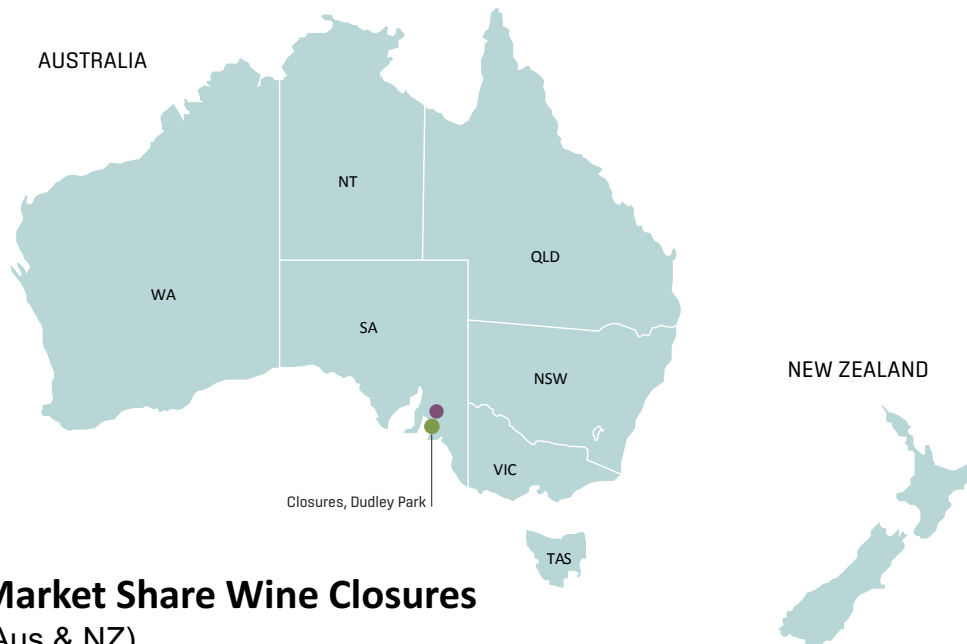 AUSTRALIA
NT
QLD
WA
SA
NEW ZEALAND
NSW
VIC
Closures, Dudley Park
TAS
Market Share Wine Closures
Aus & NZ)